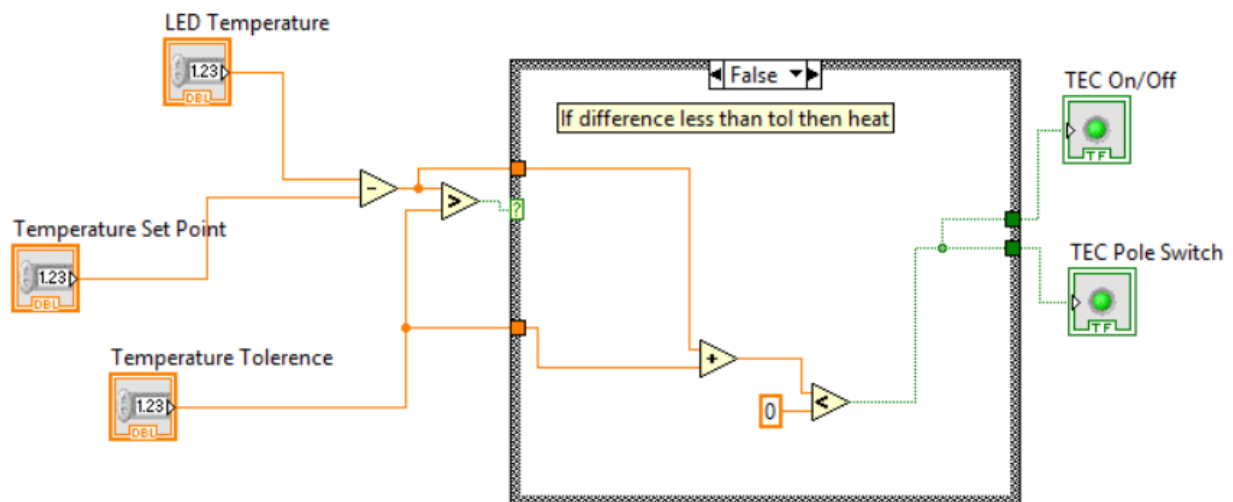 LED Temperature
1.23
DBL
False
If difference less than tol then heat
TEC On/Off
TF
-
>
?
Temperature Set Point
1.23
DBL
TEC Pole Switch
TF
Temperature Tolerence
1.23
DBL
+
0
<